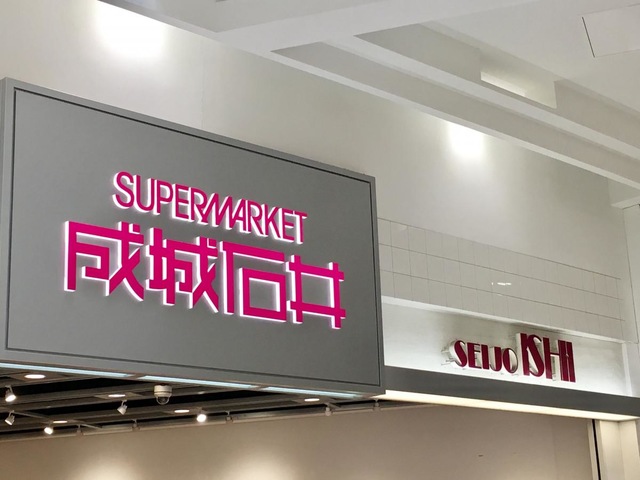 SUPERMARKET
成城石井
SEIJO ISHII